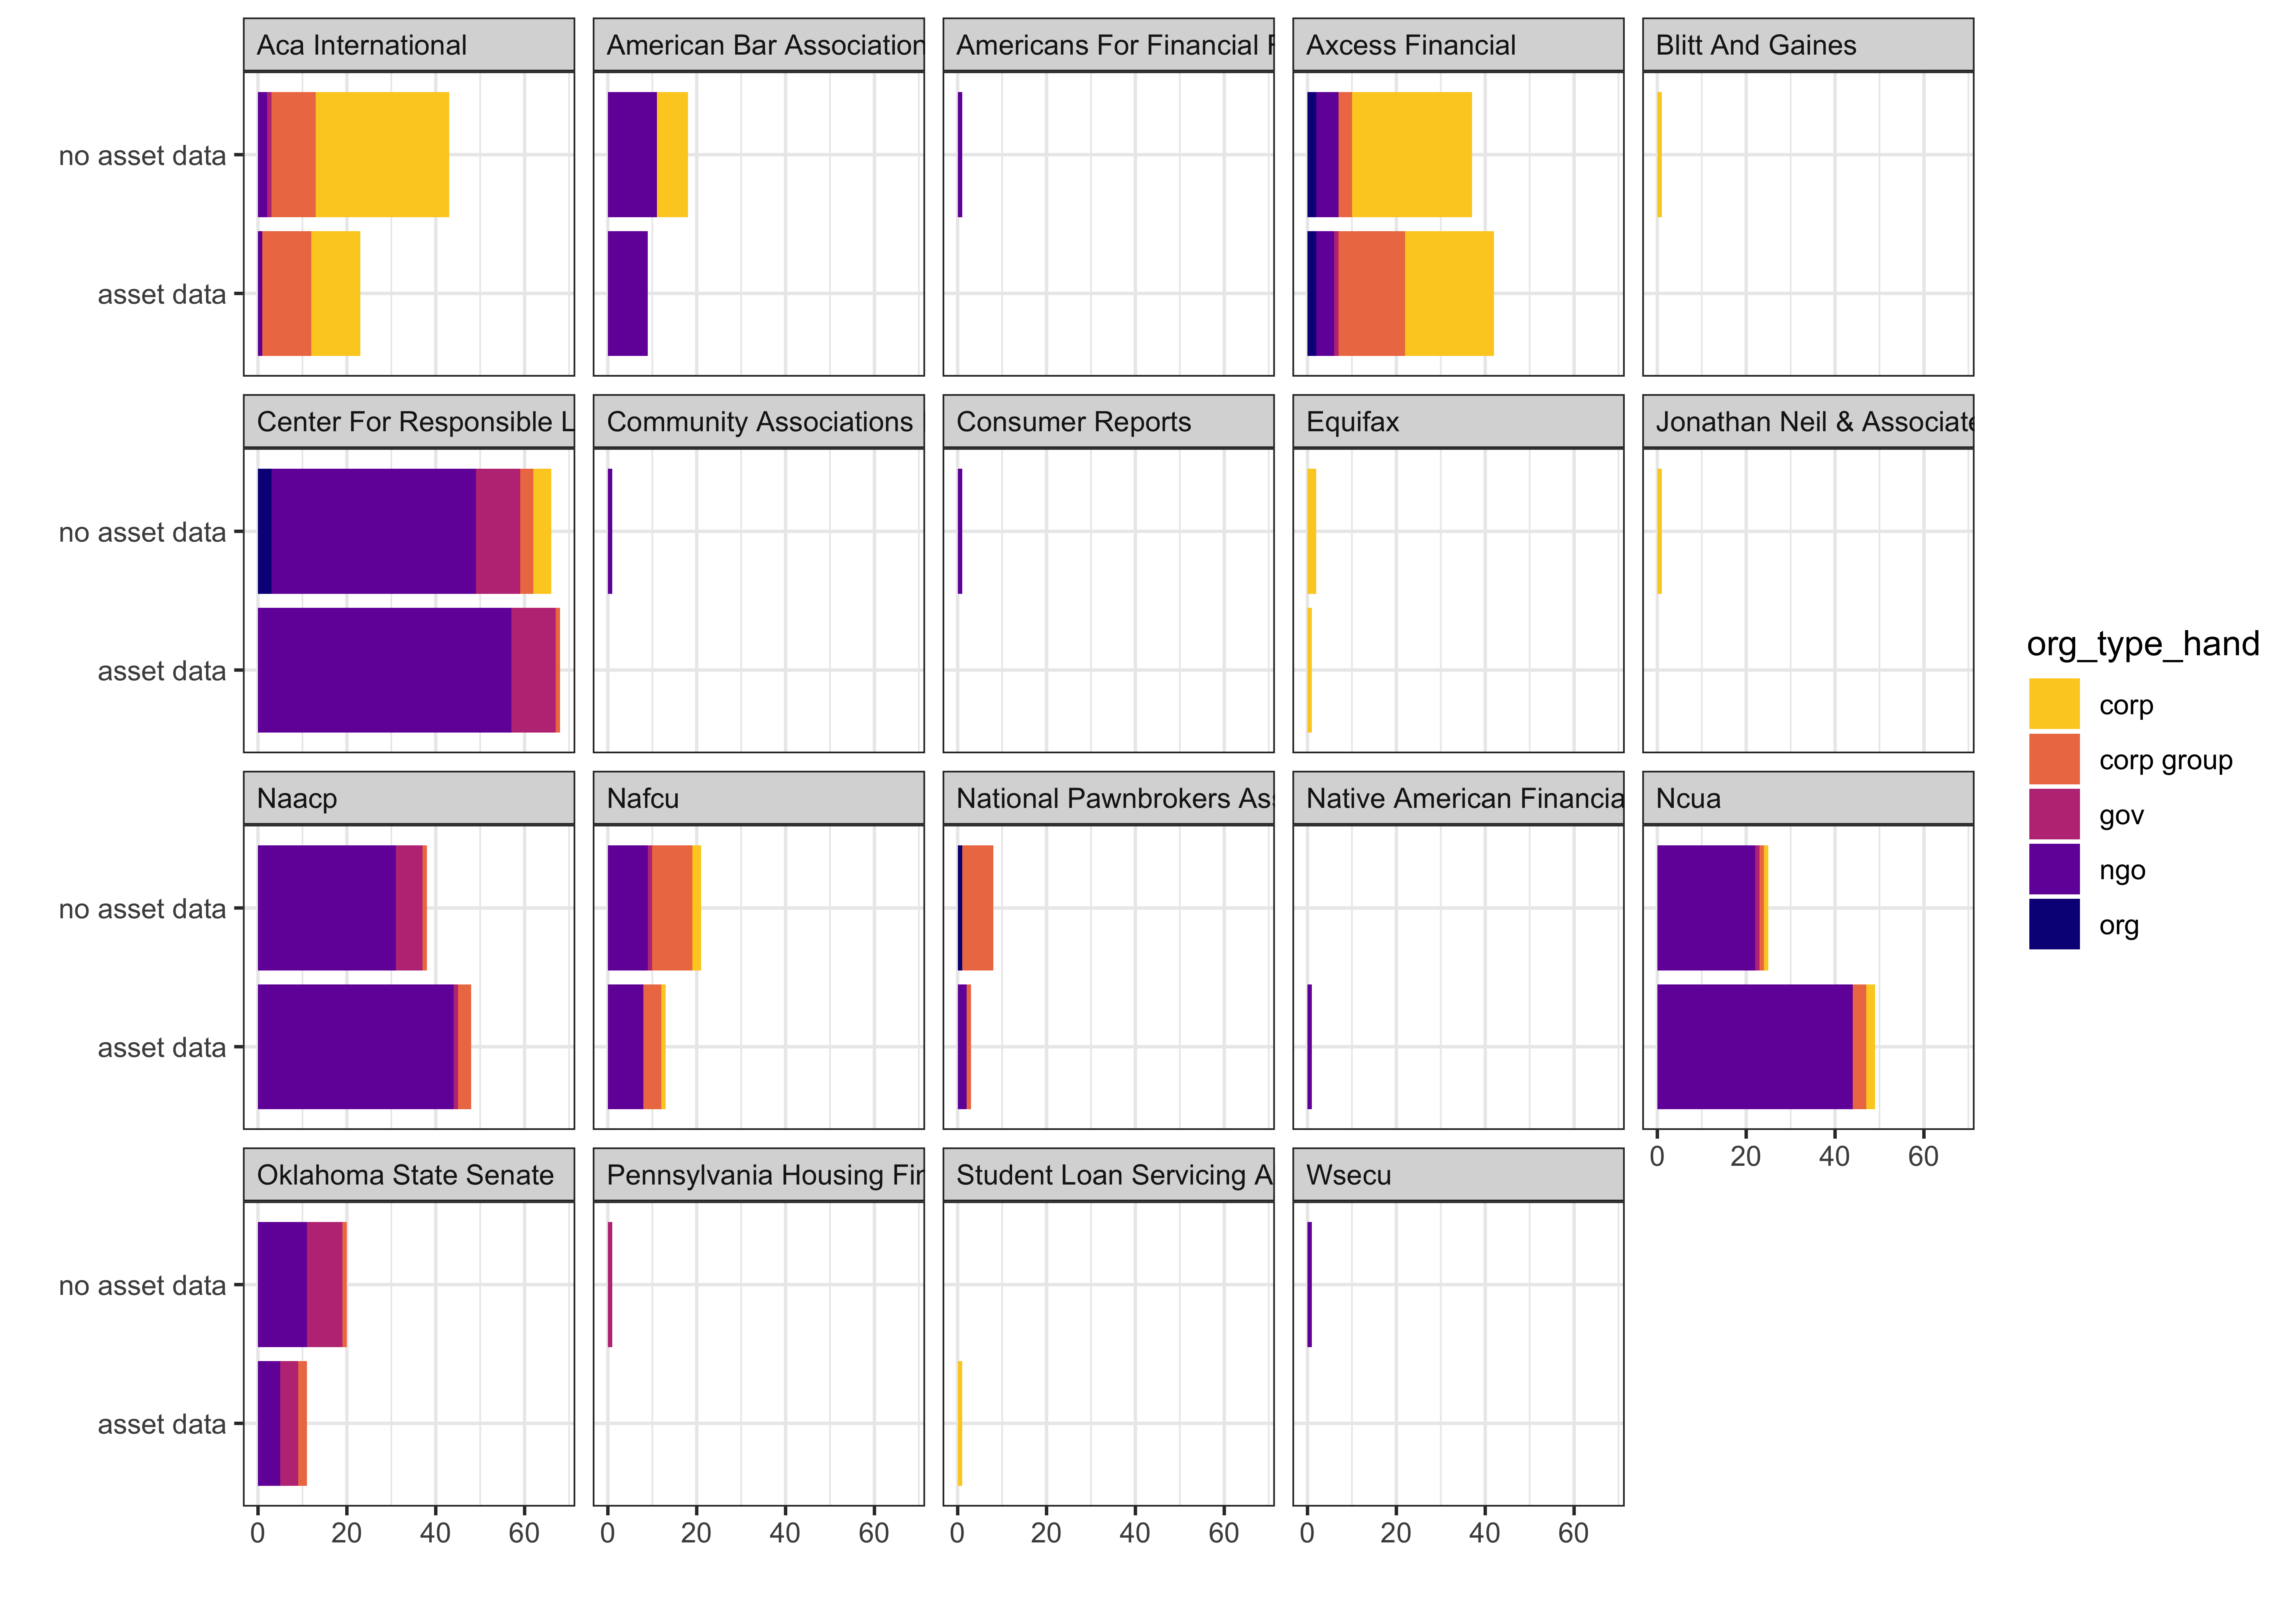 Aca International
American Bar Association
Americans For Financial
Axcess Financial
Blitt And Gaines
no asset data
asset data
Center For Responsible L
Community Associations
Consumer Reports
Equifax
Jonathan Neil & Associate
no asset data
asset data
Naacp
Nafcu
National Pawnbrokers Ass
Native American Financia
Ncua
no asset data
asset data
0 20 40 60
Oklahoma State Senate
Pennsylvania Housing Fin
Student Loan Servicing A
Wsecu
no asset data
asset data
0 20 40 60
0 20 40 60
0 20 40 60
0 20 40 60
org_type_hand
corp
corp group
gov
ngo
org